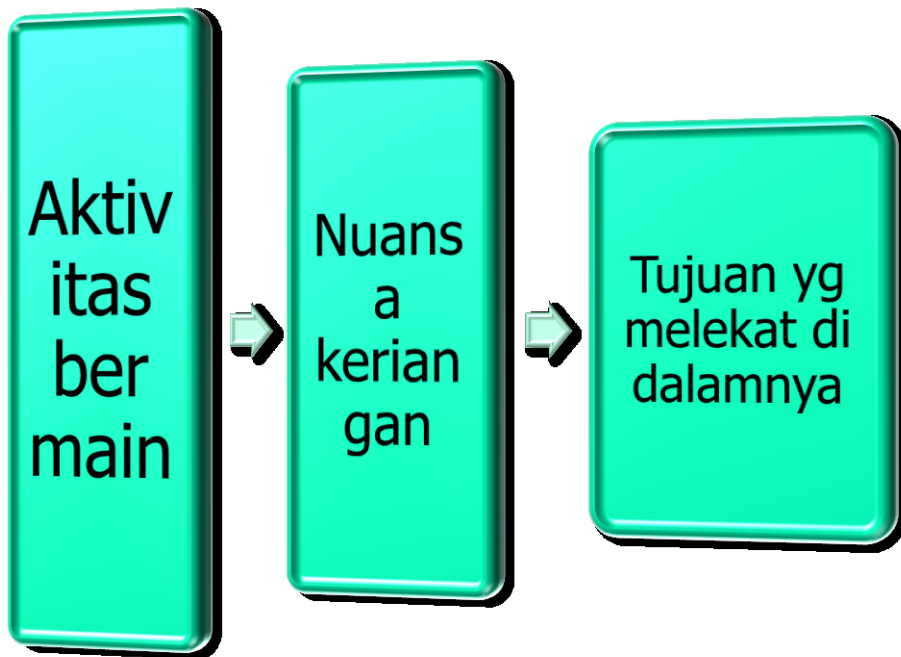 Aktiv
itas
ber
main
Nuans
a
kerian
gan
Tujuan yg
melekat di
dalamnya